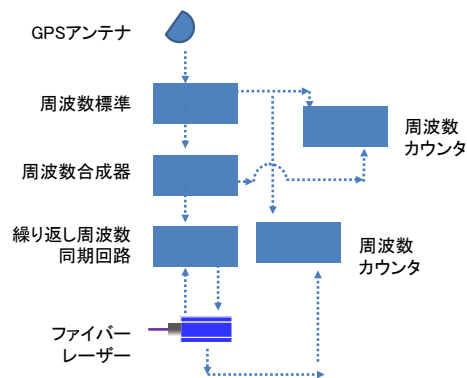 GPSアンテナ
周波数標準
周波数
カウンタ
周波数合成器
繰り返し周波数
同期回路
周波数
カウンタ
ファイバー
レーザー